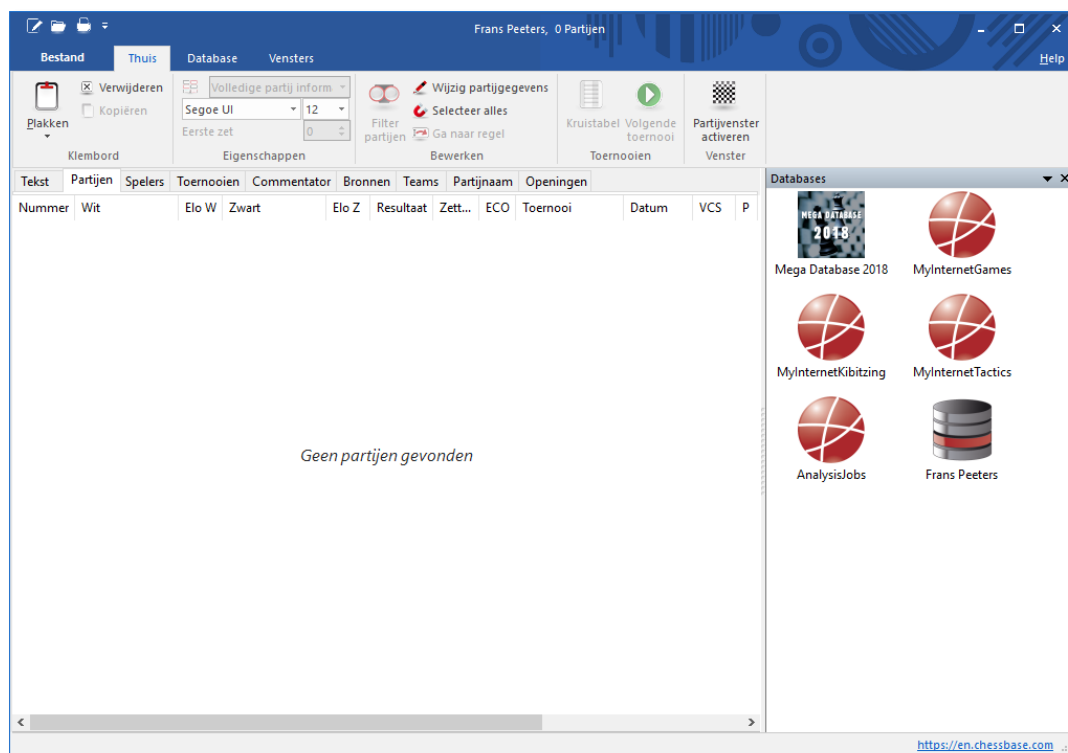 Frans Peeters, 0 Partijen
Bestand Thuis Database Vensters Help
Plakken
Verwijderen
Kopiëren
Klembord
Volledige partij inform
Segoe UI 12
Eerste zet 0
Eigenschappen
Filter partijen
Wijzig partijgegevens
Selecteer alles
Ga naar regel
Bewerken
Kruistabel
Volgende toernooi
Toernooien
Partijvenster activeren
Venster
Tekst Partijen Spelers Toernooien Commentator Bronnen Teams Partijnaam Openingen
Nummer Wit Elo W Zwart Elo Z Resultaat Zett... ECO Toernooi Datum VCS P
Geen partijen gevonden
Databases
MEGA DATABASE
2018
Mega Database 2018 MyInternetGames
MyInternetKibitzing MyInternetTactics
AnalysisJobs Frans Peeters
https://en.chessbase.com